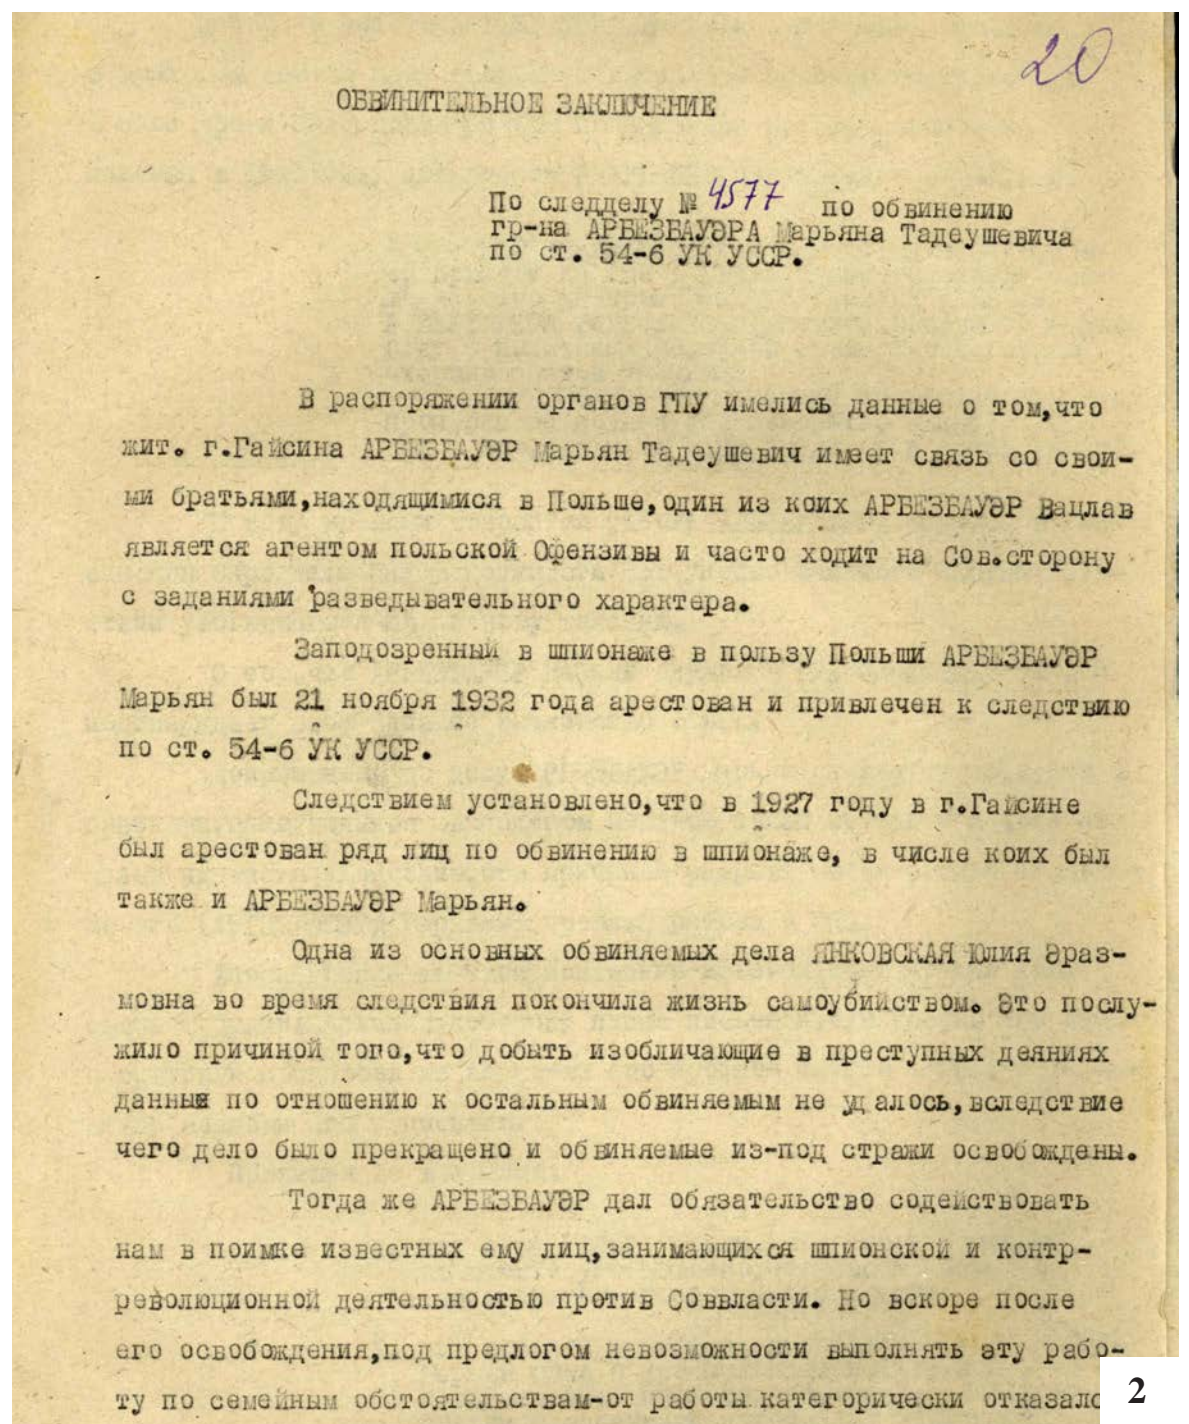 20
ОБВИНИТЕЛЬНОЕ ЗАКЛЮЧЕНИЕ
По следделу № 4577 по обвинению
гр-на АРБЕЗБАУЭРА Марьяна Тадеушевича
по ст. 54-6 УК УССР.
В распоряжении органов ГПУ имелись данные о том,что
жит. г.Гайсина АРБЕЗБАУЭР Марьян Тадеушевич имеет связь со свои-
ми братьями,находящимися в Польше,один из коих АРБЕЗБАУЭР Вацлав
является агентом польской Офензивы и часто ходит на Сов.сторону
с заданиями разведывательного характера.
Заподозренный в шпионаже в пользу Польши АРБЕЗБАУЭР
Марьян был 21 ноября 1932 года арестован и привлечен к следствию
по ст. 54-6 УК УССР.
Следствием установлено,что в 1927 году в г.Гайсине
был арестован ряд лиц по обвинению в шпионаже, в числе коих был
также и АРБЕЗБАУЭР Марьян.
Одна из основных обвиняемых дела ЯНКОВСКАЯ Юлия Эраз-
мовна во время следствия покончила жизнь самоубийством. Это послу-
жило причиной того,что добыть изобличающие в преступных деяниях
данные по отношению к остальным обвиняемым не удалось,вследствие
чего дело было прекращено и обвиняемые из-под стражи освобождены.
Тогда же АРБЕЗБАУЭР дал обязательство содействовать
нам в поимке известных ему лиц,занимающихся шпионской и контр-
революционной деятельностью против Соввласти. Но вскоре после
его освобождения,под предлогом невозможности выполнять эту рабо-
ту по семейным обстоятельствам-от работы категорически отказалс
2